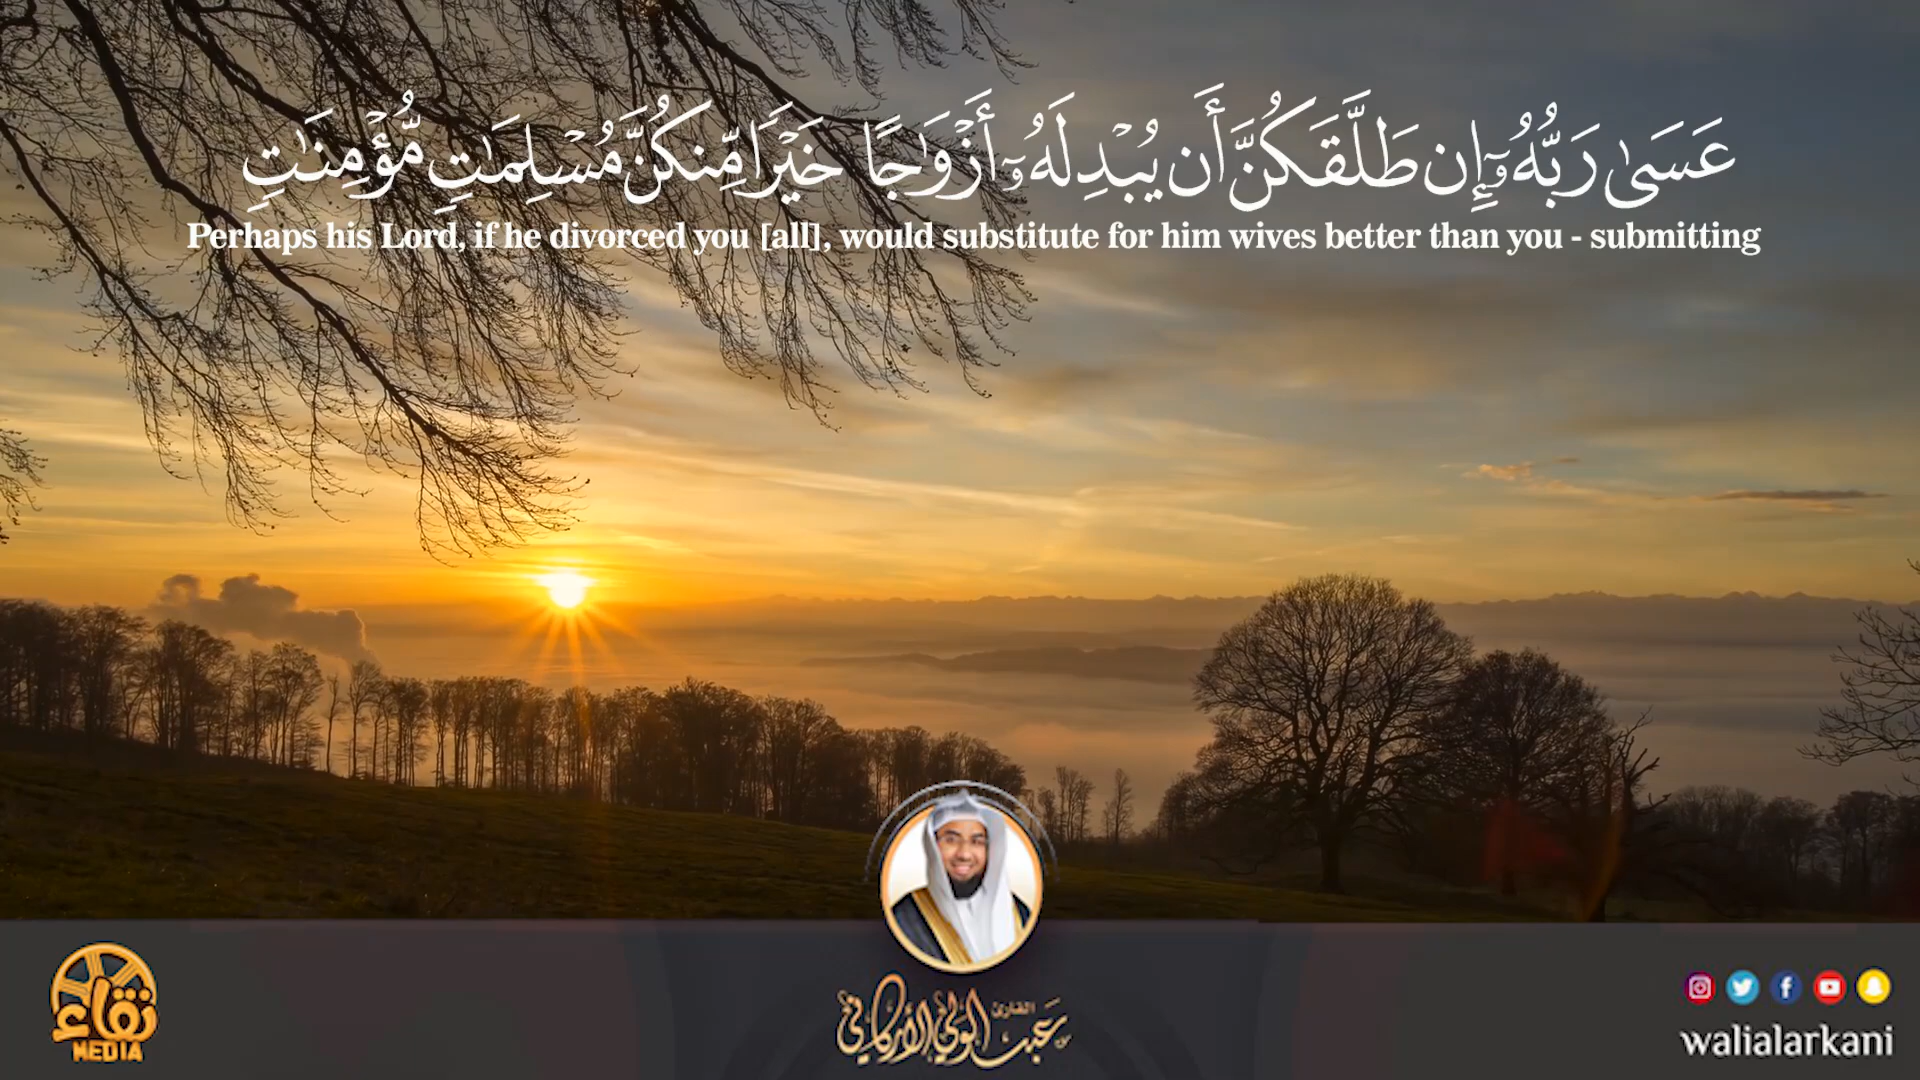 عَسَىٰ رَبُّهُۥٓ إِن طَلَّقَكُنَّ أَن يُبْدِلَهُۥٓ أَزْوَٰجًا خَيْرًا مِّنكُنَّ مُسْلِمَٰتٍ مُّؤْمِنَٰتٍ
Perhaps his Lord, if he divorced you [all], would substitute for him wives better than you - submitting
نقاء
MEDIA
القارئ
عبد الولي الأركاني
walialarkani